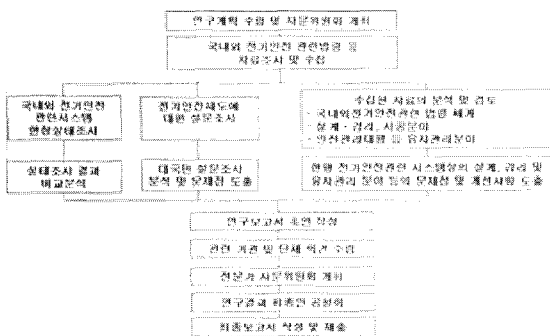 연구계획 수립 및 자문위원회 개최
국내외 전기안전 관련법령 등
자료조사 및 수집
국내외 전기안전
관련시스템
현황실태조사
전기안전제도에
대한 설문조사
수집된 자료의 분석 및 검토
- 국내외전기안전관련 법령 체계
- 설계·감리, 시공분야
- 안전관리대행 등 유지관리분야
실태조사 결과
비교분석
대국민 설문조사
분석 및 문제점 도출
현행 전기안전관련 시스템상의 설계, 감리 및
유지관리 분야 등의 문제점 및 개선사항 도출
연구보고서 초안 작성
관련 기관 및 단체 의견 수렴
전문가 자문위원회 개최
연구결과 최종안 공청회
최종보고서 작성 및 제출